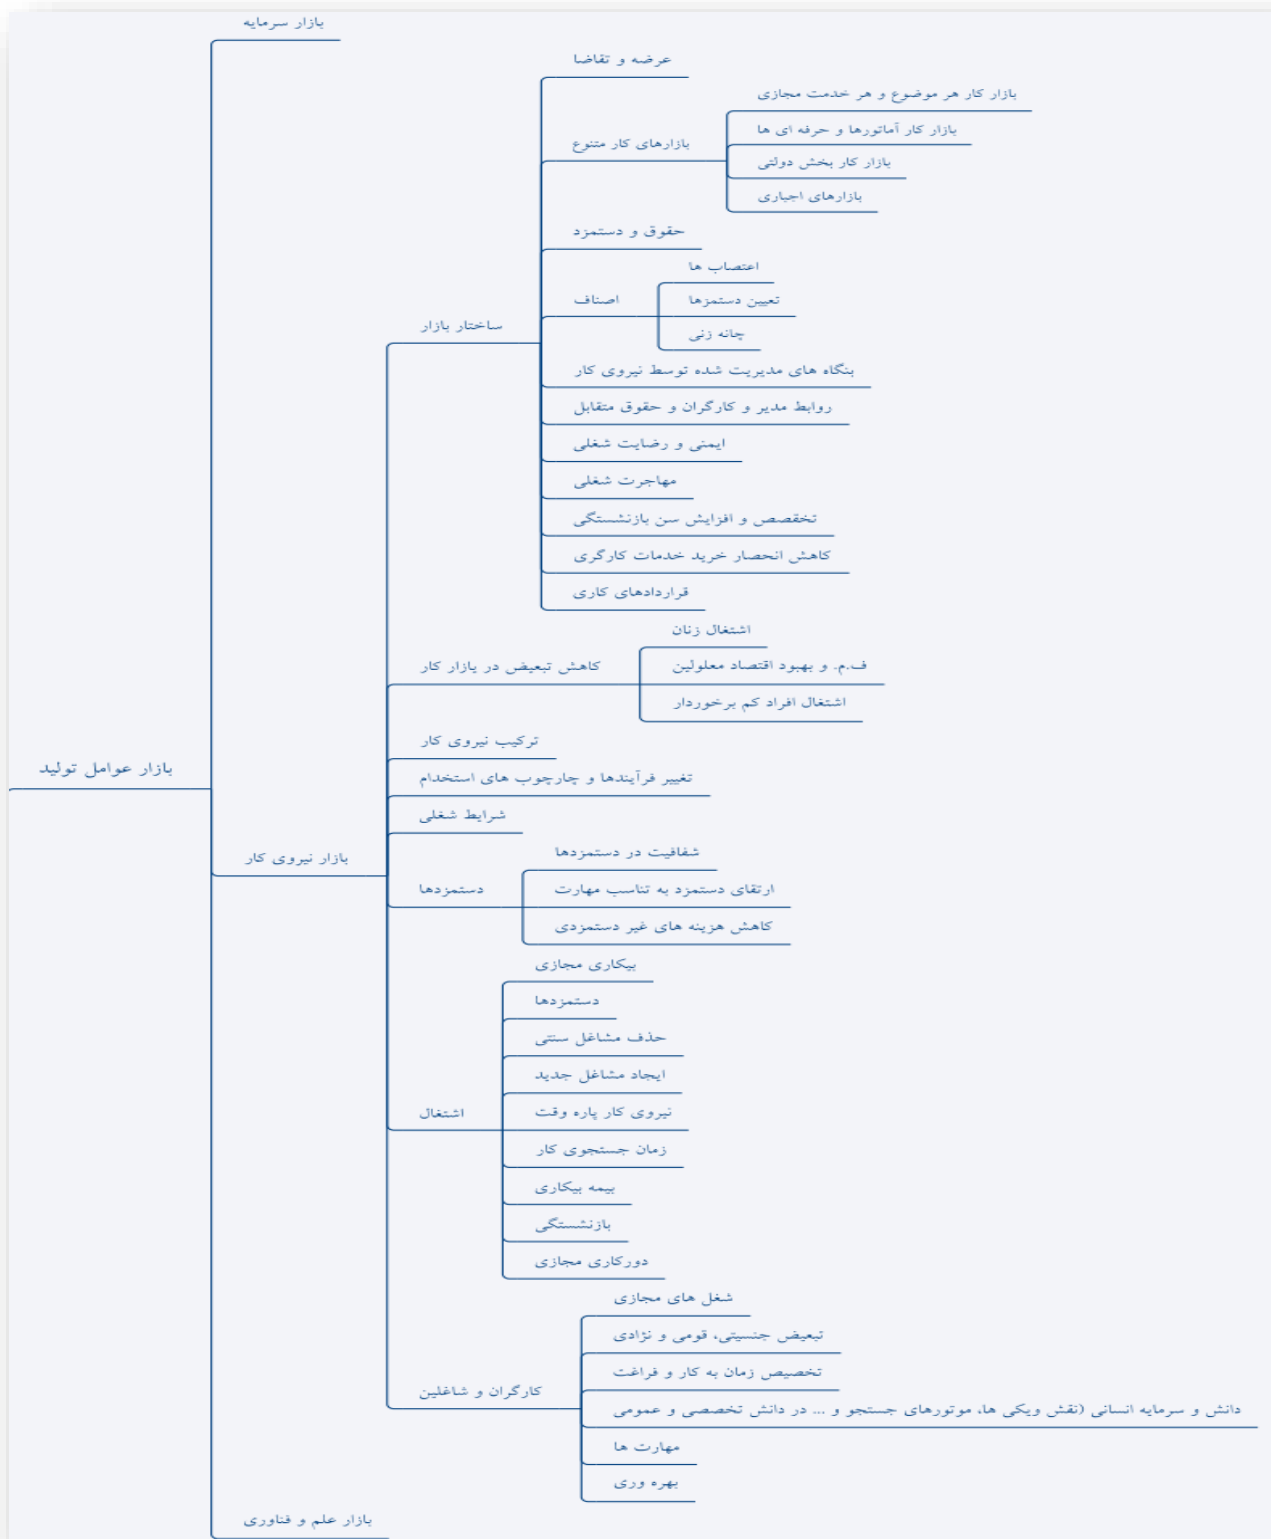 بازار سرمایه
عرضه و تقاضا
بازار کار هر موضوع و هر خدمت مجازی
بازار کار آماتورها و حرفه ای ها
بازارهای کار متنوع
بازار کار بخش دولتی
بازارهای اجباری
حقوق و دستمزد
اعتصاب ها
اصناف
تعیین دستمزها
ساختار بازار
چانه زنی
بنگاه های مدیریت شده توسط نیروی کار
روابط مدیر و کارگران و حقوق متقابل
ایمنی و رضایت شغلی
مهاجرت شغلی
تخقصص و افزایش سن بازنشستگی
کاهش انحصار خرید خدمات کارگری
قراردادهای کاری
اشتغال زنان
کاهش تبعیض در یازار کار
ف.م. و بهبود اقتصاد معلولین
اشتغال افراد کم برخوردار
ترکیب نیروی کار
بازار عوامل تولید
تغییر فرآیندها و چارچوب های استخدام
شرایط شغلی
بازار نیروی کار
شفافیت در دستمزدها
دستمزدها
ارتقای دستمزد به تناسب مهارت
کاهش هزینه های غیر دستمزدی
بیکاری مجازی
دستمزدها
حذف مشاغل سنتی
ایجاد مشاغل جدید
اشتغال
نیروی کار پاره وقت
زمان جستجوی کار
بیمه بیکاری
بازنشستگی
دورکاری مجازی
شغل های مجازی
تبعیض جنسیتی، قومی و نژادی
تخصیص زمان به کار و فراغت
کارگران و شاغلین
دانش و سرمایه انسانی (نقش ویکی ها، موتورهای جستجو و ... در دانش تخصصی و عمومی
مهارت ها
بهره وری
بازار علم و فناوری